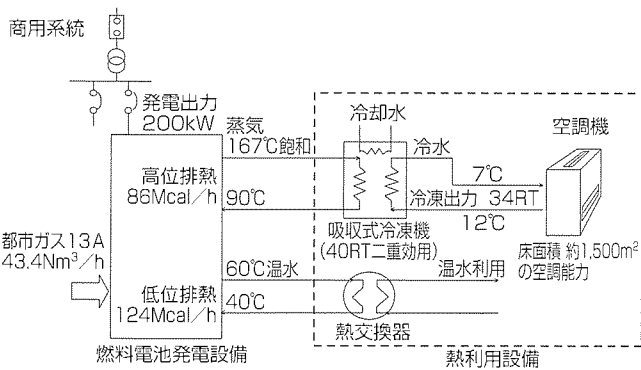 商用系統
発電出力
200kW
蒸気
167℃飽和
高位排熱
86Mcal/h
90℃
都市ガス13A
43.4Nm³/h
60℃温水
低位排熱
124Mcal/h
40℃
燃料電池発電設備
冷却水
冷水
7℃
冷凍出力 34RT
12℃
吸収式冷凍機
(40RT二重効用)
空調機
床面積 約1,500m²
の空調能力
温水利用
熱交換器
熱利用設備